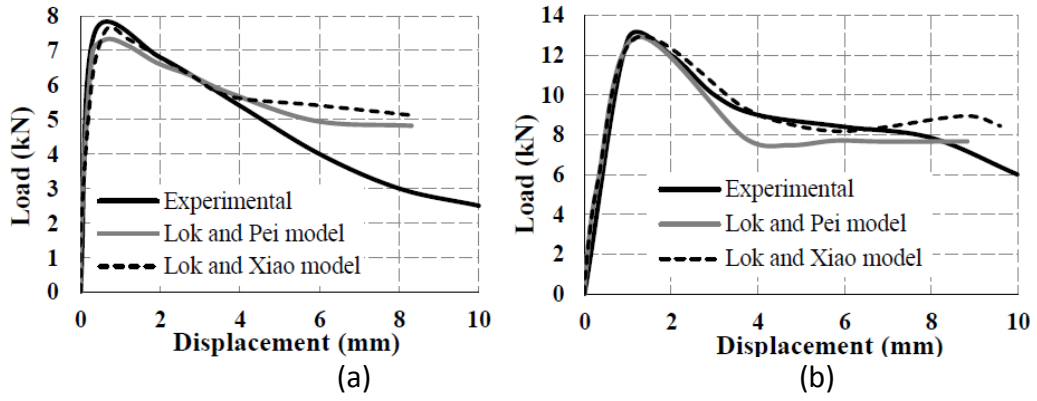 8
7
6
5
4
3
2
1
0
Load (kN)
Experimental
Lok and Pei model
Lok and Xiao model
0 2 4 6 8 10
Displacement (mm)
(a)
14
12
10
8
6
4
2
0
Load (kN)
Experimental
Lok and Pei model
Lok and Xiao model
0 2 4 6 8 10
Displacement (mm)
(b)